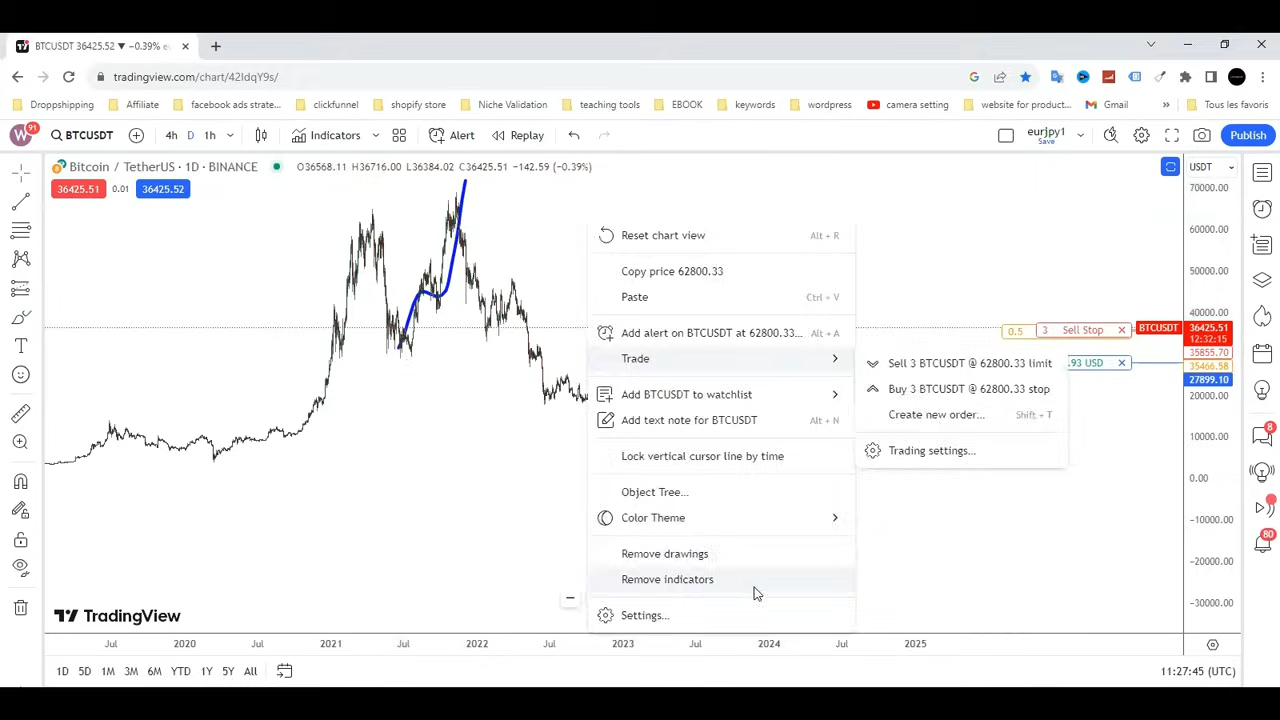 BTCUSDT 36425.52 ▼ −0.39%
tradingview.com/chart/42IdqY9s/
Droppshipping
Affiliate
facebook ads strate...
clickfunnel
shopify store
Niche Validation
teaching tools
EBOOK
keywords
wordpress
camera setting
website for product...
Gmail
»
Tous les favoris
W 91
BTCUSDT
4h D 1h
Indicators
Alert
Replay
eurjpy1
Save
Publish
Bitcoin / TetherUS · 1D · BINANCE
O36568.11 H36716.00 L36384.02 C36425.51 −142.59 (−0.39%)
USDT
36425.51 0.01 36425.52
70000.00
60000.00
50000.00
40000.00
Reset chart view Alt + R
Copy price 62800.33
Paste Ctrl + V
Add alert on BTCUSDT at 62800.33... Alt + A
Trade
Add BTCUSDT to watchlist
Add text note for BTCUSDT Alt + N
Lock vertical cursor line by time
Object Tree...
Color Theme
Remove drawings
Remove indicators
Settings...
Sell 3 BTCUSDT @ 62800.33 limit
Buy 3 BTCUSDT @ 62800.33 stop
Create new order... Shift + T
Trading settings...
0.5 3 Sell Stop
BTCUSDT 36425.51
12:32:15
35855.70
.93 USD
35466.58
27899.10
20000.00
10000.00
0.00
−10000.00
−20000.00
−30000.00
8
80
TradingView
Jul 2020 Jul 2021 Jul 2022 Jul 2023 Jul 2024 Jul 2025
1D 5D 1M 3M 6M YTD 1Y 5Y All
11:27:45 (UTC)